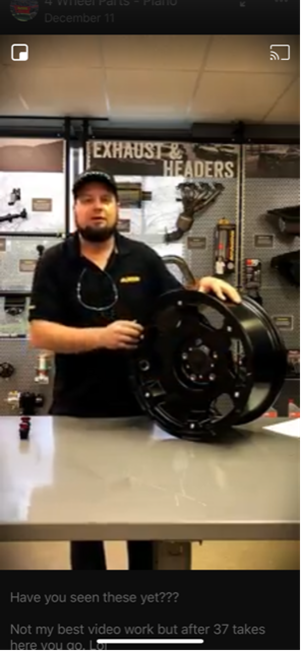 4 Wheel Parts - Plano
December 11
EXHAUST &
HEADERS
Have you seen these yet???
Not my best video work but after 37 takes
here you go. Lol